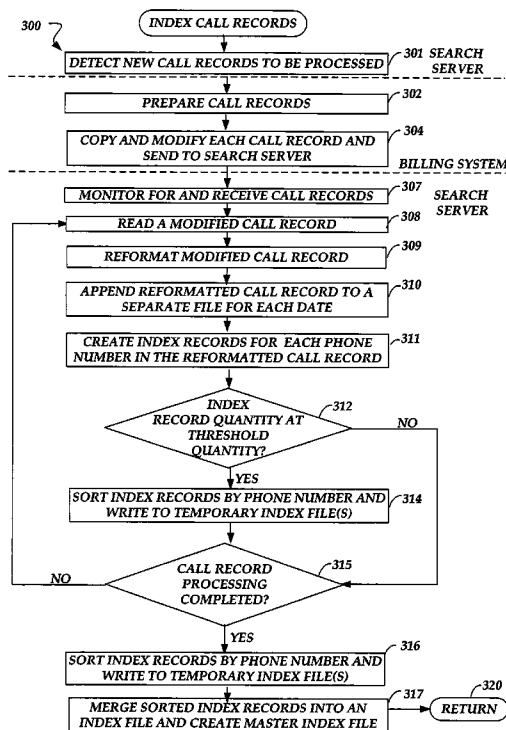 INDEX CALL RECORDS
300
DETECT NEW CALL RECORDS TO BE PROCESSED
301
SEARCH
SERVER
PREPARE CALL RECORDS
302
COPY AND MODIFY EACH CALL RECORD AND
SEND TO SEARCH SERVER
304
BILLING SYSTEM
MONITOR FOR AND RECEIVE CALL RECORDS
307
SEARCH
SERVER
READ A MODIFIED CALL RECORD
308
REFORMAT MODIFIED CALL RECORD
309
APPEND REFORMATTED CALL RECORD TO A
SEPARATE FILE FOR EACH DATE
310
CREATE INDEX RECORDS FOR EACH PHONE
NUMBER IN THE REFORMATTED CALL RECORD
311
INDEX
RECORD QUANTITY AT
THRESHOLD
QUANTITY?
312
NO
YES
SORT INDEX RECORDS BY PHONE NUMBER AND
WRITE TO TEMPORARY INDEX FILE(S)
314
CALL RECORD
PROCESSING
COMPLETED?
315
NO
YES
SORT INDEX RECORDS BY PHONE NUMBER AND
WRITE TO TEMPORARY INDEX FILE(S)
316
MERGE SORTED INDEX RECORDS INTO AN
INDEX FILE AND CREATE MASTER INDEX FILE
317
320
RETURN